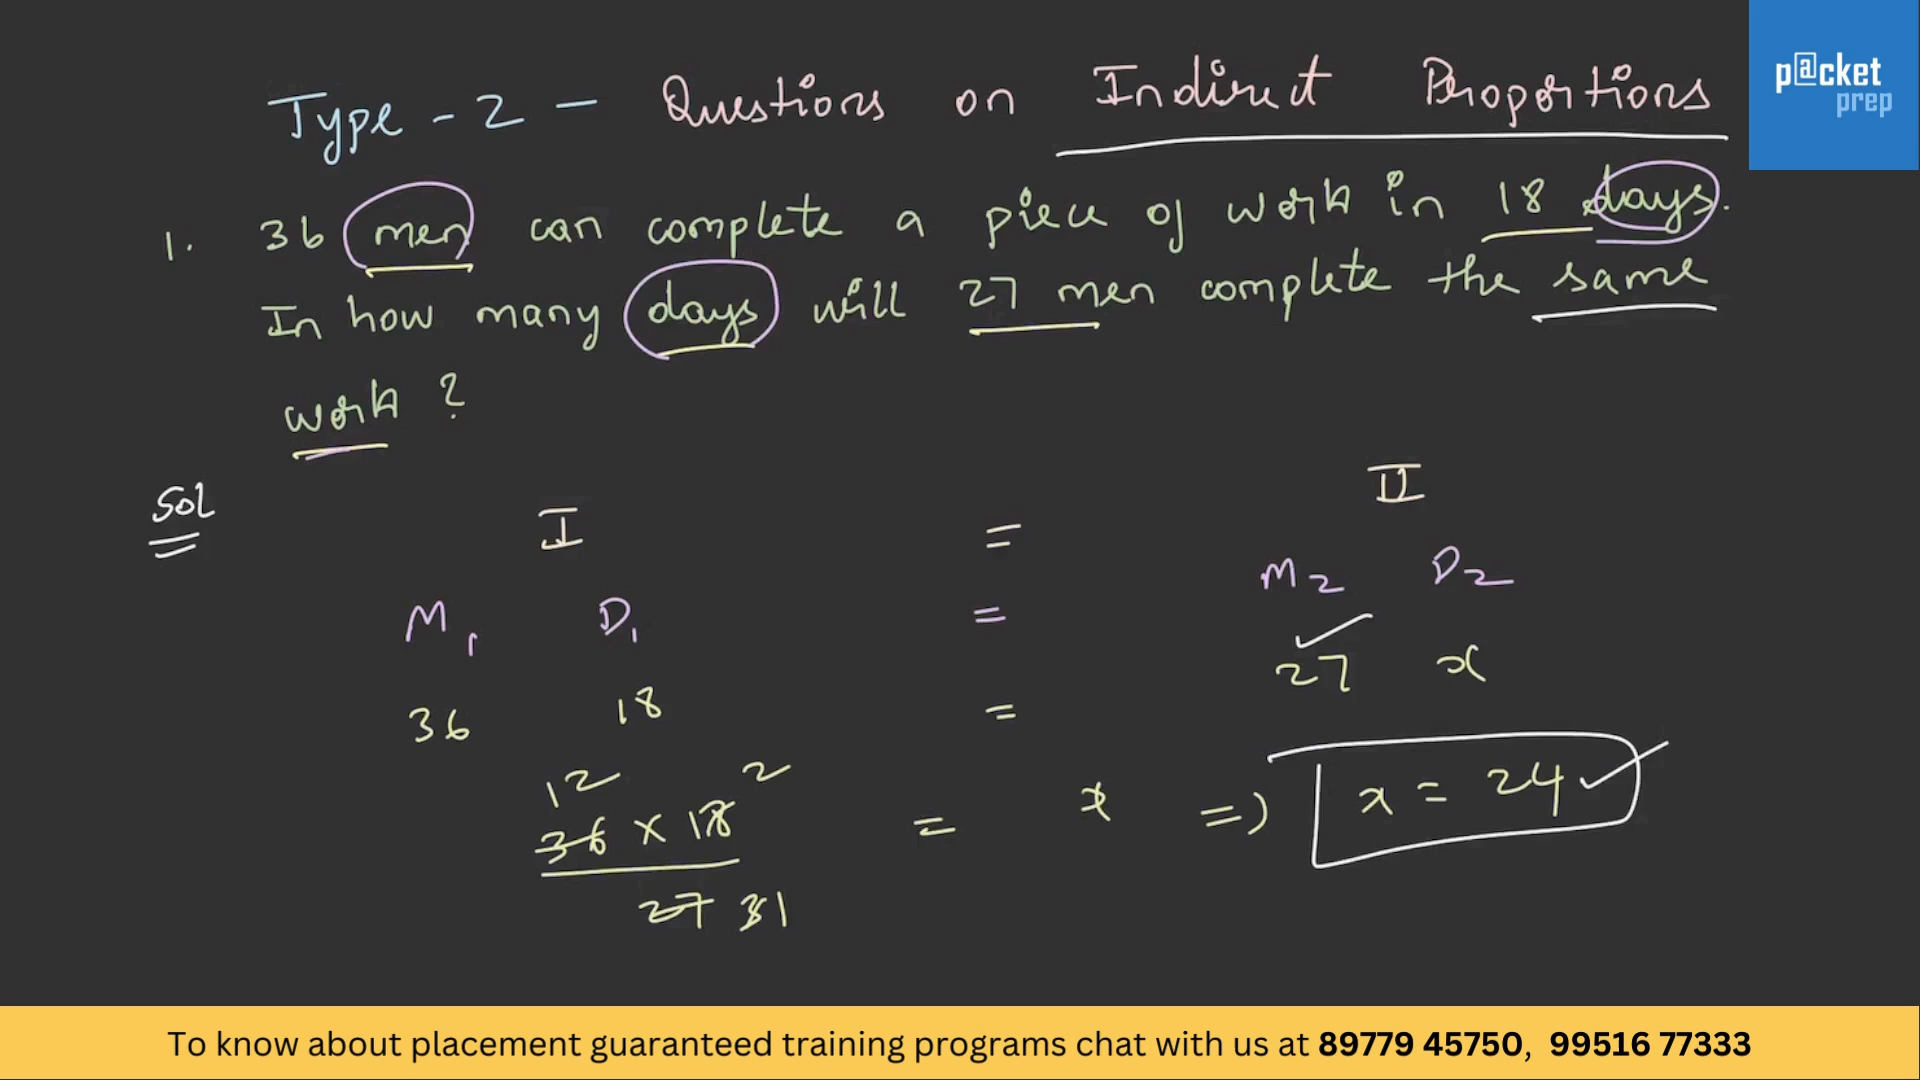 p@cket
prep
Type - 2 - Questions on Indirect Proportions
1. 36 men can complete a piece of work in 18 days.
In how many days will 27 men complete the same
work ?
Sol
I = II
M1 D1 = M2 D2
36 18 = 27 x
12 2
36 x 18 = x => x = 24
27 31
To know about placement guaranteed training programs chat with us at 89779 45750, 99516 77333